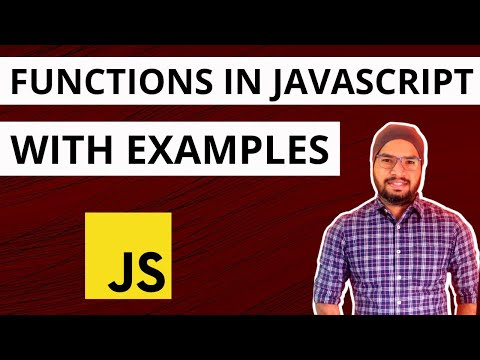 FUNCTIONS IN JAVASCRIPT
WITH EXAMPLES
JS